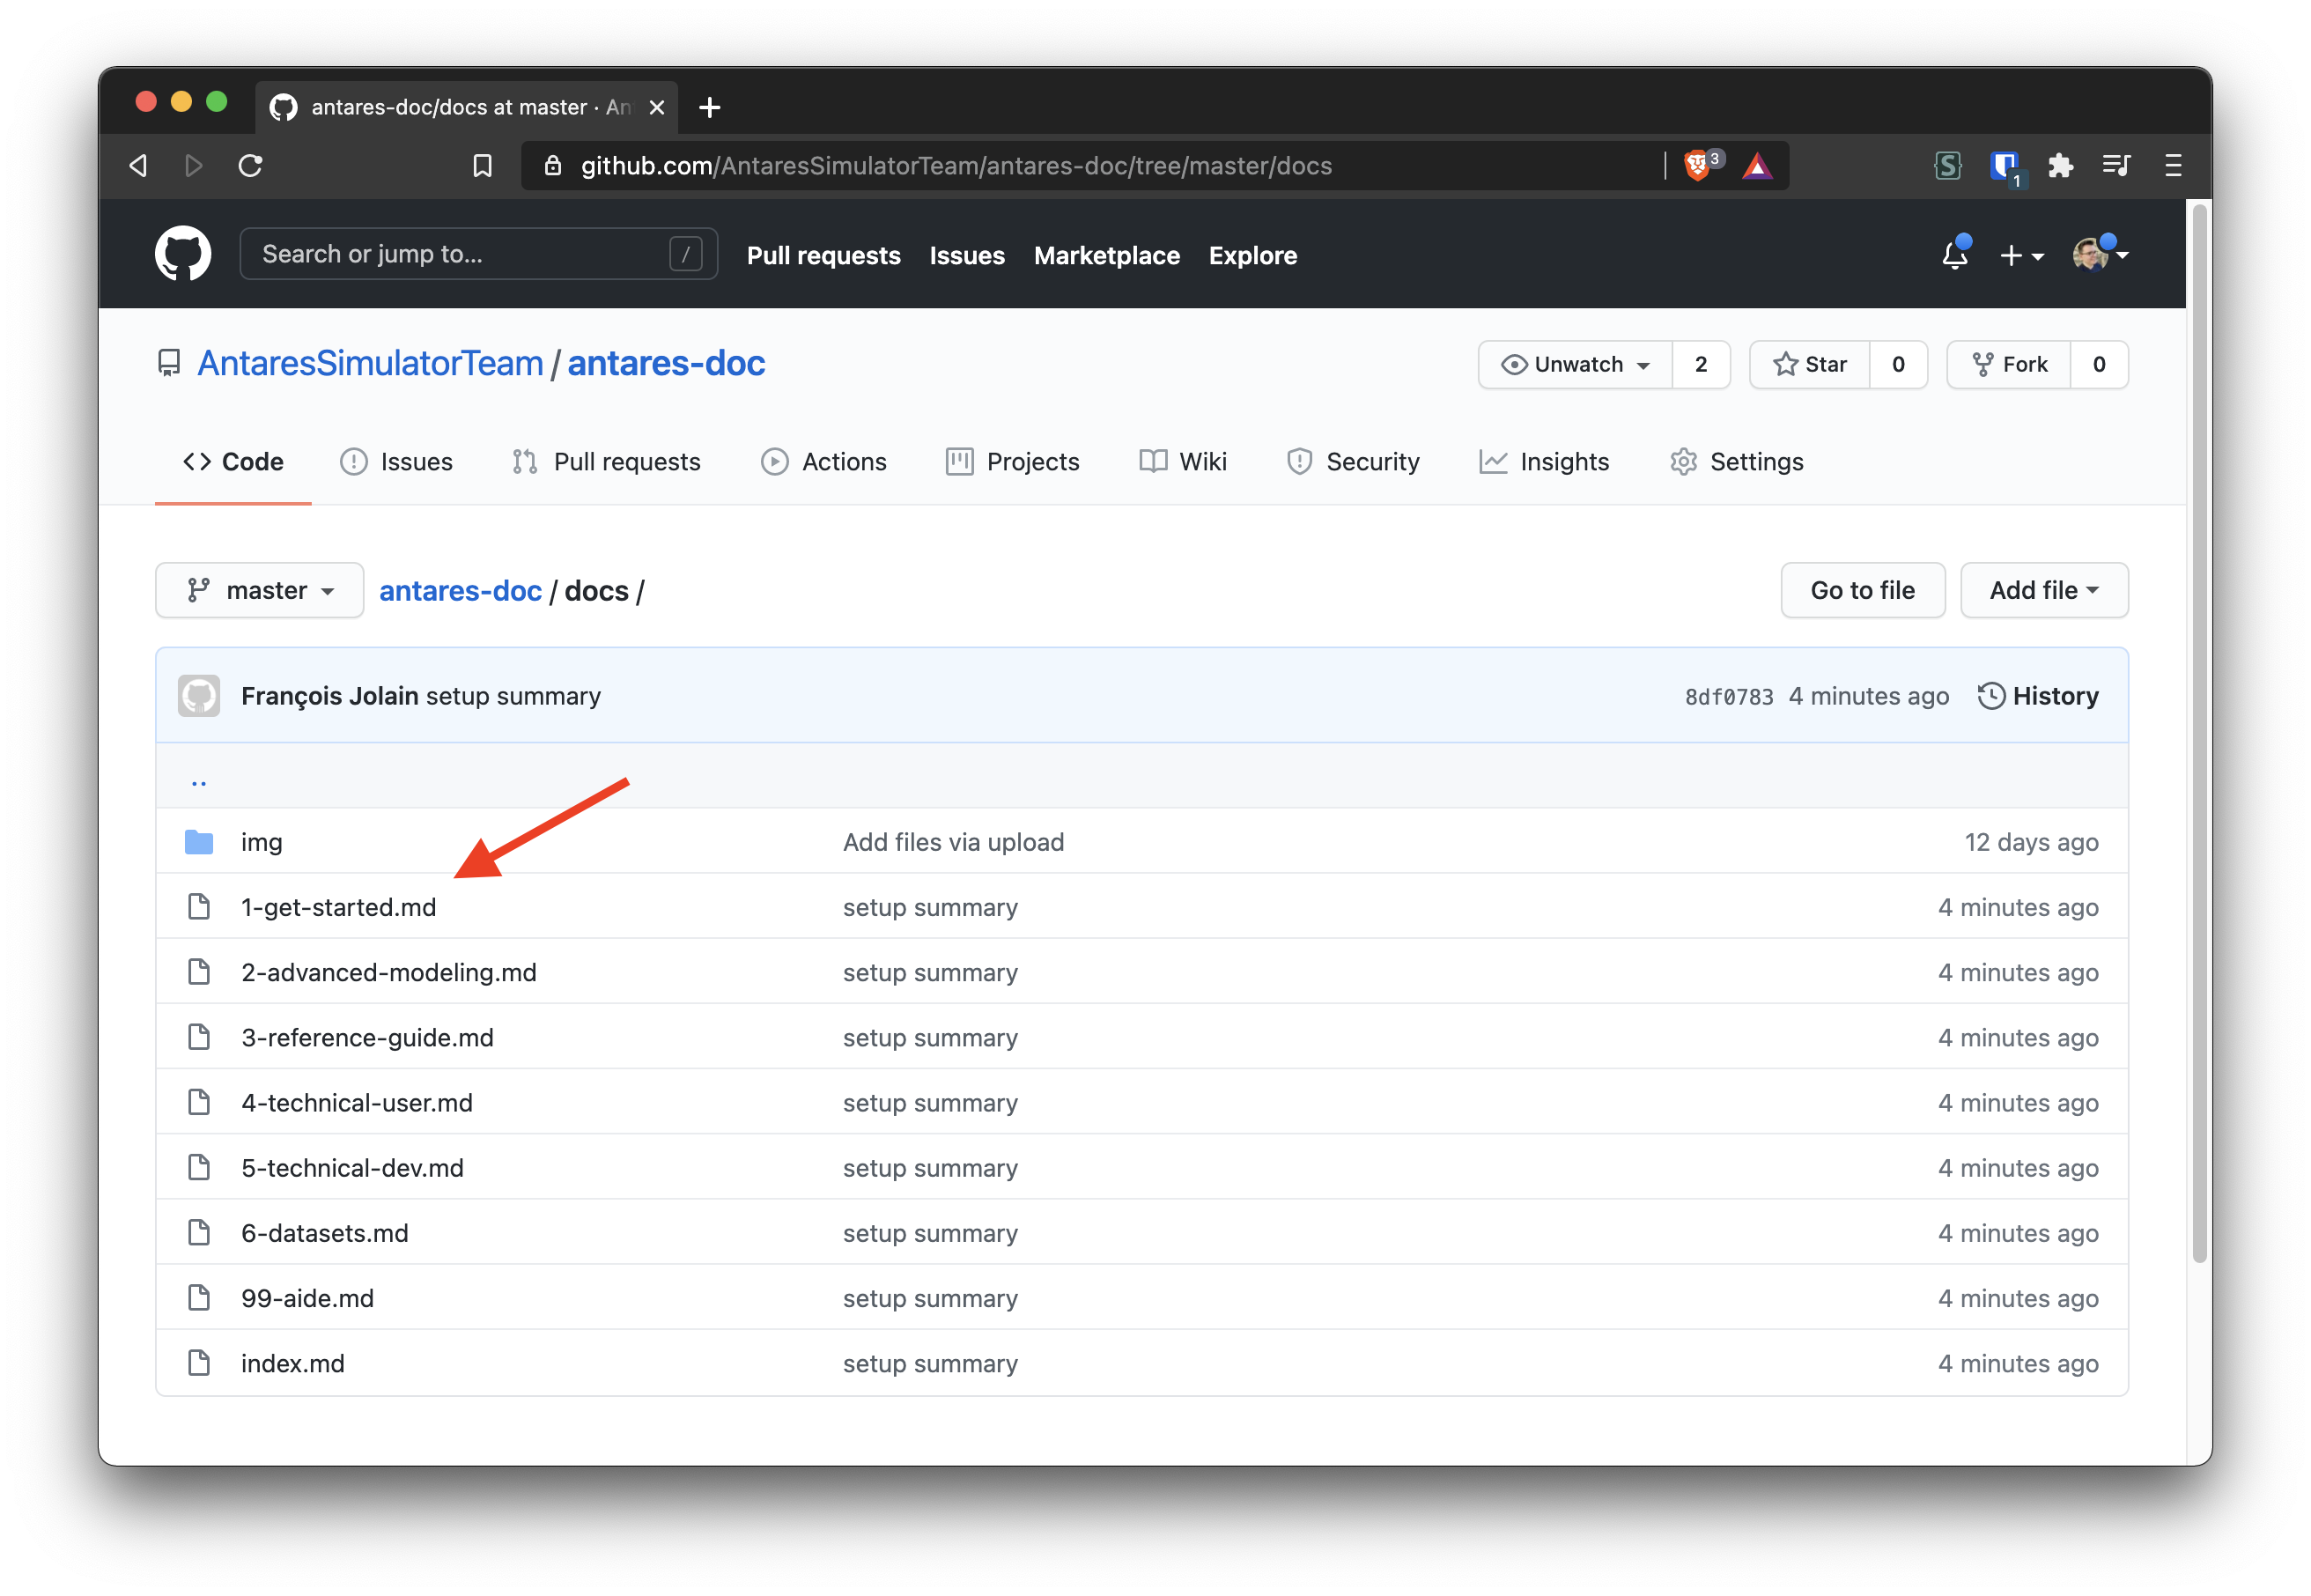 antares-doc/docs at master · An
github.com/AntaresSimulatorTeam/antares-doc/tree/master/docs
3
1
Search or jump to...
/
Pull requests
Issues
Marketplace
Explore
AntaresSimulatorTeam / antares-doc
Unwatch
2
Star
0
Fork
0
Code
Issues
Pull requests
Actions
Projects
Wiki
Security
Insights
Settings
master
antares-doc / docs /
Go to file
Add file
François Jolain setup summary
8df0783 4 minutes ago
History
..
img
Add files via upload
12 days ago
1-get-started.md
setup summary
4 minutes ago
2-advanced-modeling.md
setup summary
4 minutes ago
3-reference-guide.md
setup summary
4 minutes ago
4-technical-user.md
setup summary
4 minutes ago
5-technical-dev.md
setup summary
4 minutes ago
6-datasets.md
setup summary
4 minutes ago
99-aide.md
setup summary
4 minutes ago
index.md
setup summary
4 minutes ago